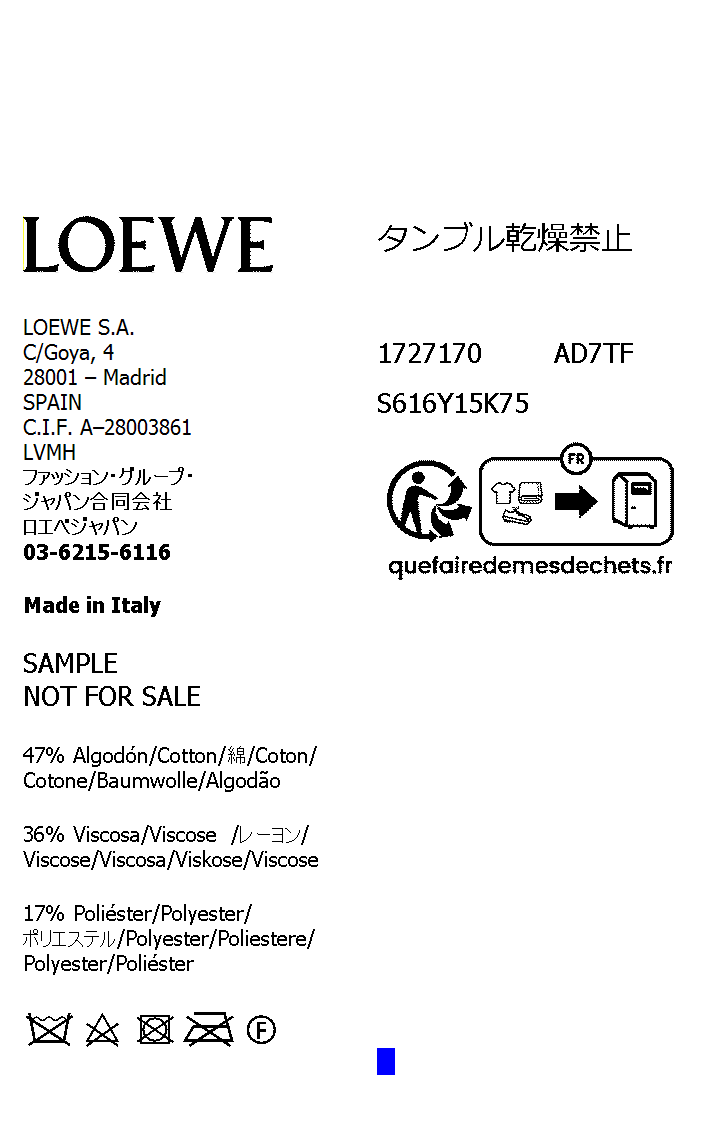 LOEWE
LOEWE S.A.
C/Goya, 4
28001 – Madrid
SPAIN
C.I.F. A–28003861
LVMH
ファッション・グループ・
ジャパン合同会社
ロエベジャパン
03-6215-6116
Made in Italy
SAMPLE
NOT FOR SALE
47% Algodón/Cotton/綿/Coton/
Cotone/Baumwolle/Algodão
36% Viscosa/Viscose /レーヨン/
Viscose/Viscosa/Viskose/Viscose
17% Poliéster/Polyester/
ポリエステル/Polyester/Poliestere/
Polyester/Poliéster
F
タンブル乾燥禁止
1727170 AD7TF
S616Y15K75
FR
quefairedemesdechets.fr